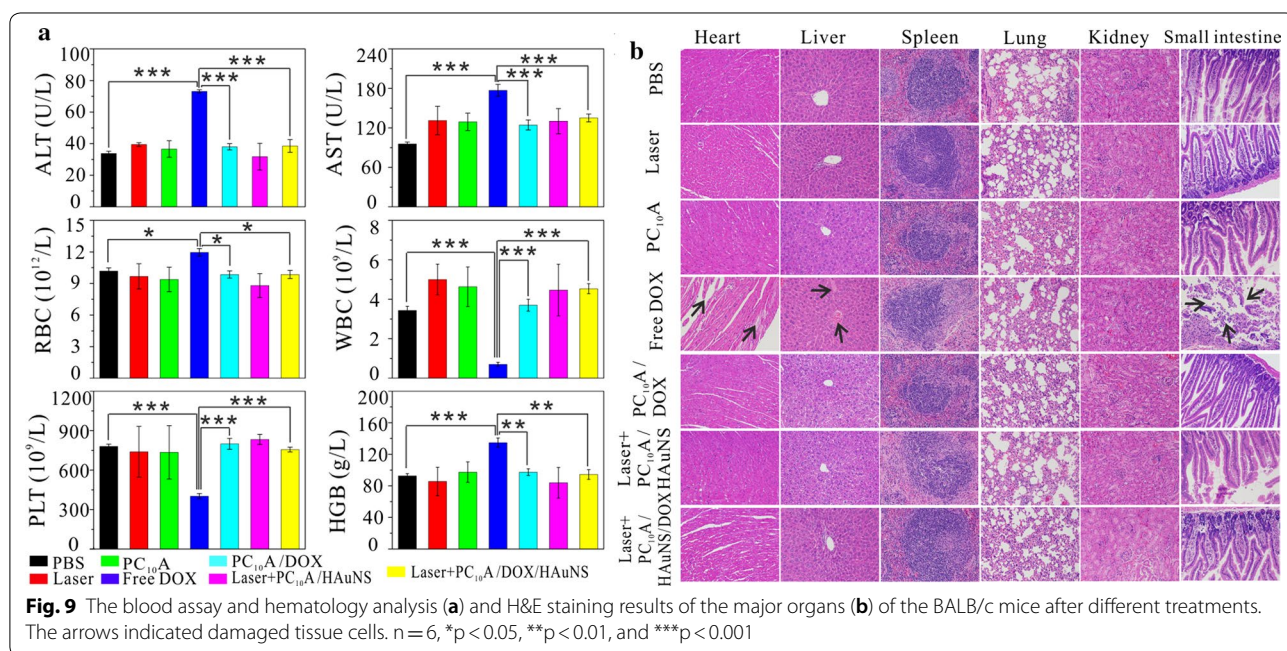 a
ALT (U/L)
100
80
60
40
20
0
***
***
***
AST (U/L)
240
180
120
60
0
***
***
***
RBC (10¹²/L)
15
12
9
6
3
0
*
*
*
WBC (10⁹/L)
8
6
4
2
0
***
***
***
PLT (10⁹/L)
1200
900
600
300
0
***
***
***
HGB (g/L)
200
160
120
80
40
0
***
**
**
PBS
PC₁₀A
PC₁₀A/DOX
Laser+PC₁₀A/DOX/HAuNS
Laser
Free DOX
Laser+PC₁₀A/HAuNS
b
Heart Liver Spleen Lung Kidney Small intestine
PBS
Laser
PC₁₀A
Free DOX
PC₁₀A/
DOX
Laser+
PC₁₀A/
HAuNS
Laser+
PC₁₀A/
HAuNS/DOX
Fig. 9 The blood assay and hematology analysis (a) and H&E staining results of the major organs (b) of the BALB/c mice after different treatments.
The arrows indicated damaged tissue cells. n = 6, *p < 0.05, **p < 0.01, and ***p < 0.001